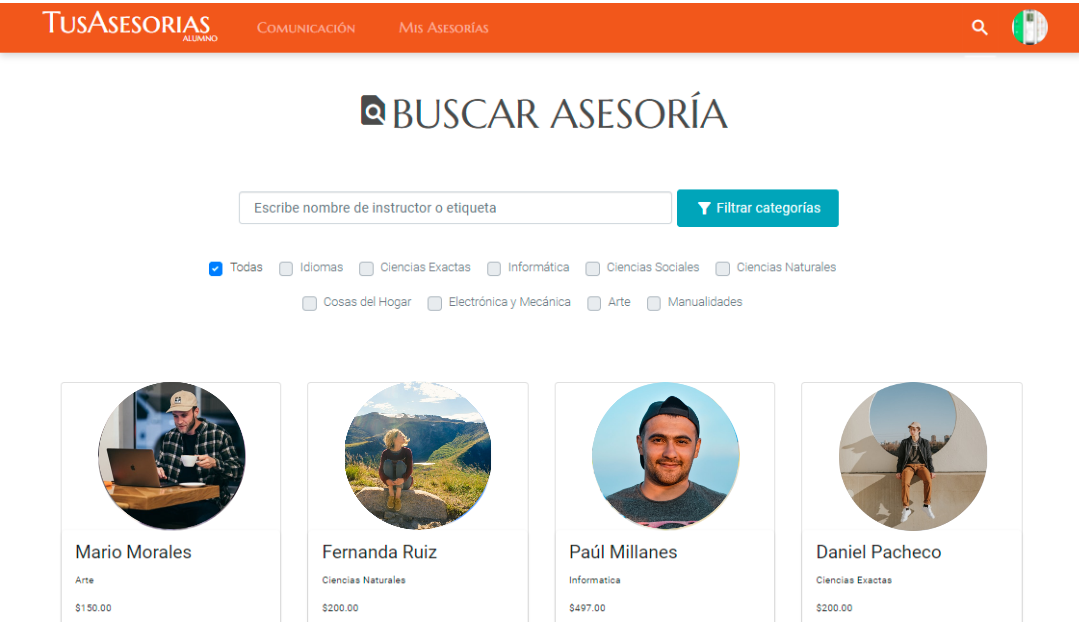 TusAsesorias
ALUMNO
Comunicación
Mis Asesorías
BUSCAR ASESORÍA
Escribe nombre de instructor o etiqueta
Filtrar categorías
Todas Idiomas Ciencias Exactas Informática Ciencias Sociales Ciencias Naturales
Cosas del Hogar Electrónica y Mecánica Arte Manualidades
Mario Morales
Arte
$150.00
Fernanda Ruiz
Ciencias Naturales
$200.00
Paúl Millanes
Informatica
$497.00
Daniel Pacheco
Ciencias Exactas
$200.00